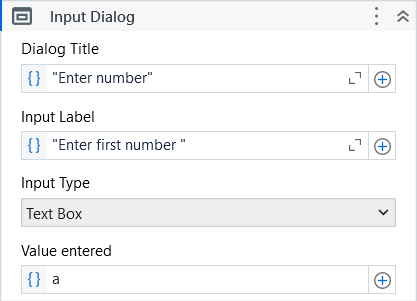 Input Dialog
Dialog Title
{} "Enter number"
Input Label
{} "Enter first number "
Input Type
Text Box
Value entered
{} a